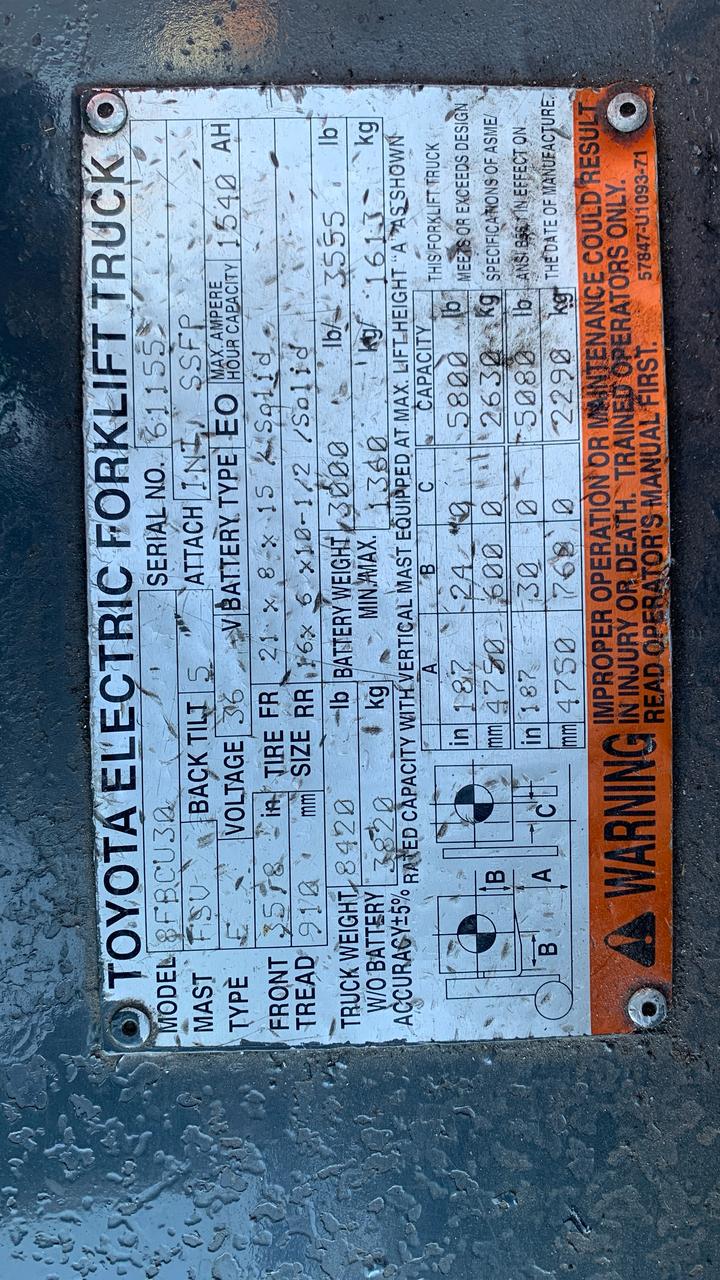 TOYOTA ELECTRIC FORKLIFT TRUCK
MODEL 8FBCU30 SERIAL NO. 61155
MAST FSV BACK TILT 5 ATTACH INT SSFP
TYPE E VOLTAGE 36 V BATTERY TYPE EO MAX. AMPERE HOUR CAPACITY 1540 AH
FRONT TREAD 35.8 in TIRE SIZE FR 21 x 8 x 15 / Solid
910 mm RR 16x 6 x10-1/2 /Solid
TRUCK WEIGHT 8420 lb BATTERY WEIGHT 3000 lb/ 3555 lb
W/O BATTERY 3820 kg MIN/MAX. 1360 kg/ 1613 kg
ACCURACY±5% RATED CAPACITY WITH VERTICAL MAST EQUIPPED AT MAX. LIFT HEIGHT "A" AS SHOWN
A B C CAPACITY
in 187 24 0 5800 lb
mm 4750 600 0 2630 kg
in 187 30 0 5080 lb
mm 4750 760 0 2290 kg
B A B C
THIS FORKLIFT TRUCK
MEETS OR EXCEEDS DESIGN
SPECIFICATIONS OF ASME/
ANSI IN EFFECT ON
THE DATE OF MANUFACTURE.
WARNING
IMPROPER OPERATION OR MAINTENANCE COULD RESULT
IN INJURY OR DEATH. TRAINED OPERATORS ONLY.
READ OPERATOR'S MANUAL FIRST. 57847-U1093-71